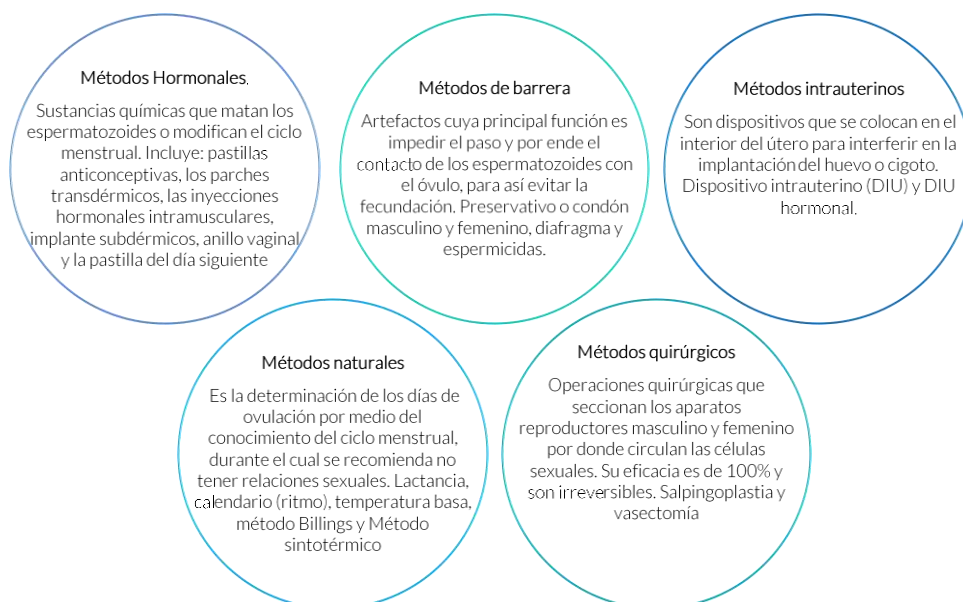 Métodos Hormonales.
Sustancias químicas que matan los
espermatozoides o modifican el ciclo
menstrual. Incluye: pastillas
anticonceptivas, los parches
transdérmicos, las inyecciones
hormonales intramusculares,
implante subdérmicos, anillo vaginal
y la pastilla del día siguiente
Métodos de barrera
Artefactos cuya principal función es
impedir el paso y por ende el
contacto de los espermatozoides con
el óvulo, para así evitar la
fecundación. Preservativo o condón
masculino y femenino, diafragma y
espermicidas.
Métodos intrauterinos
Son dispositivos que se colocan en el
interior del útero para interferir en la
implantación del huevo o cigoto.
Dispositivo intrauterino (DIU) y DIU
hormonal.
Métodos naturales
Es la determinación de los días de
ovulación por medio del
conocimiento del ciclo menstrual,
durante el cual se recomienda no
tener relaciones sexuales. Lactancia,
calendario (ritmo), temperatura basa,
método Billings y Método
sintotérmico
Métodos quirúrgicos
Operaciones quirúrgicas que
seccionan los aparatos
reproductores masculino y femenino
por donde circulan las células
sexuales. Su eficacia es de 100% y
son irreversibles. Salpingoplastia y
vasectomía